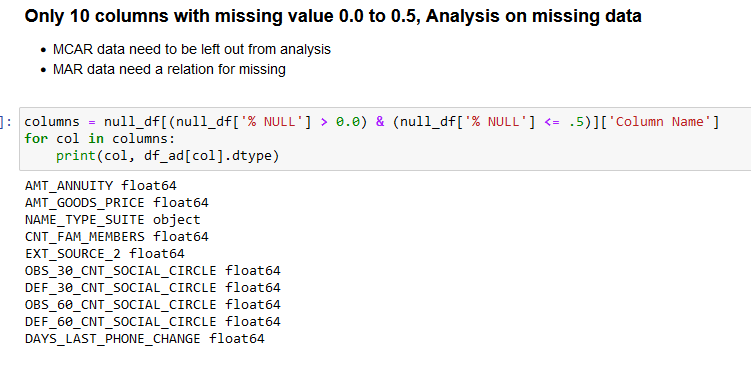 Only 10 columns with missing value 0.0 to 0.5, Analysis on missing data
• MCAR data need to be left out from analysis
• MAR data need a relation for missing
]: columns = null_df[(null_df['% NULL'] > 0.0) & (null_df['% NULL'] <= .5)]['Column Name']
for col in columns:
    print(col, df_ad[col].dtype)
AMT_ANNUITY float64
AMT_GOODS_PRICE float64
NAME_TYPE_SUITE object
CNT_FAM_MEMBERS float64
EXT_SOURCE_2 float64
OBS_30_CNT_SOCIAL_CIRCLE float64
DEF_30_CNT_SOCIAL_CIRCLE float64
OBS_60_CNT_SOCIAL_CIRCLE float64
DEF_60_CNT_SOCIAL_CIRCLE float64
DAYS_LAST_PHONE_CHANGE float64